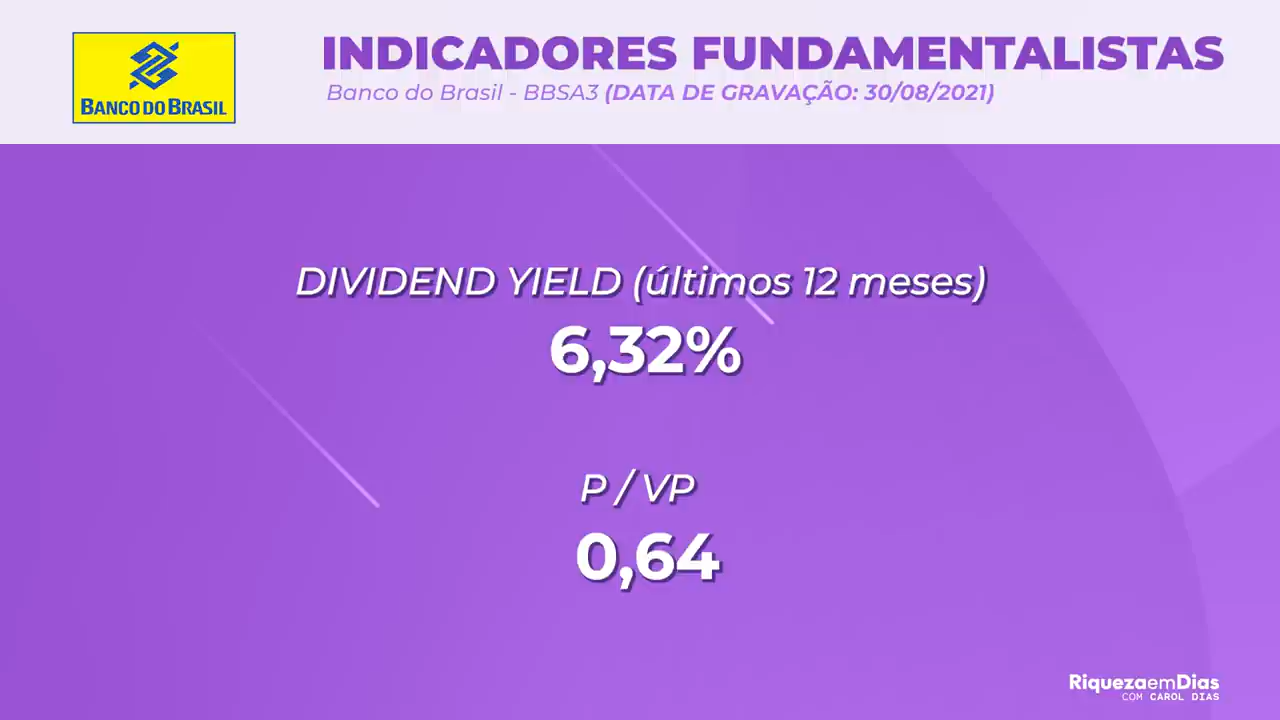 BANCO DO BRASIL
INDICADORES FUNDAMENTALISTAS
Banco do Brasil - BBSA3 (DATA DE GRAVAÇÃO: 30/08/2021)
DIVIDEND YIELD (últimos 12 meses)
6,32%
P / VP
0,64
RiquezaemDias
COM CAROL DIAS